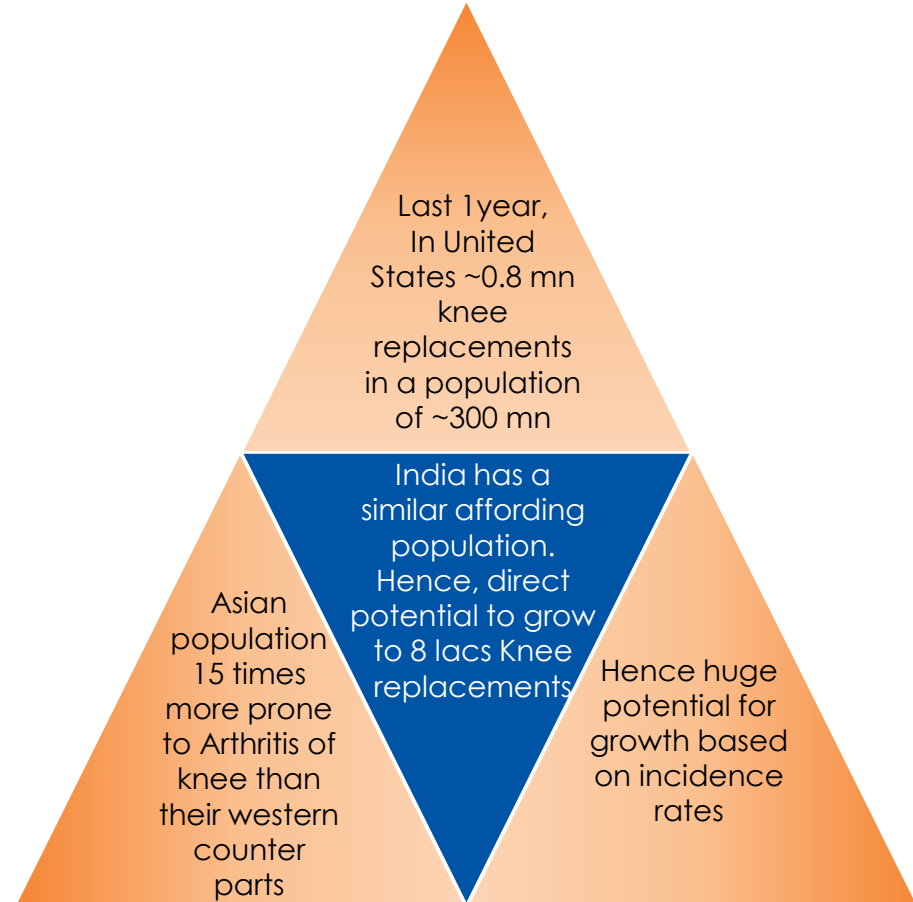 Last 1year,
In United
States ~0.8 mn
knee
replacements
in a population
of ~300 mn
India has a
similar affording
population.
Hence, direct
potential to grow
to 8 lacs Knee
replacements
Asian
population
15 times
more prone
to Arthritis of
knee than
their western
counter
parts
Hence huge
potential for
growth based
on incidence
rates